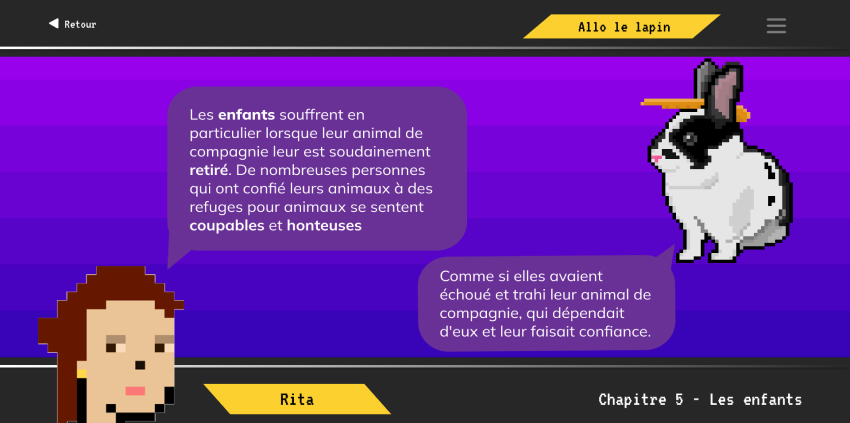 Retour
Allo le lapin
Les enfants souffrent en
particulier lorsque leur animal de
compagnie leur est soudainement
retiré. De nombreuses personnes
qui ont confié leurs animaux à des
refuges pour animaux se sentent
coupables et honteuses
Comme si elles avaient
échoué et trahi leur animal de
compagnie, qui dépendait
d'eux et leur faisait confiance.
Rita
Chapitre 5 - Les enfants